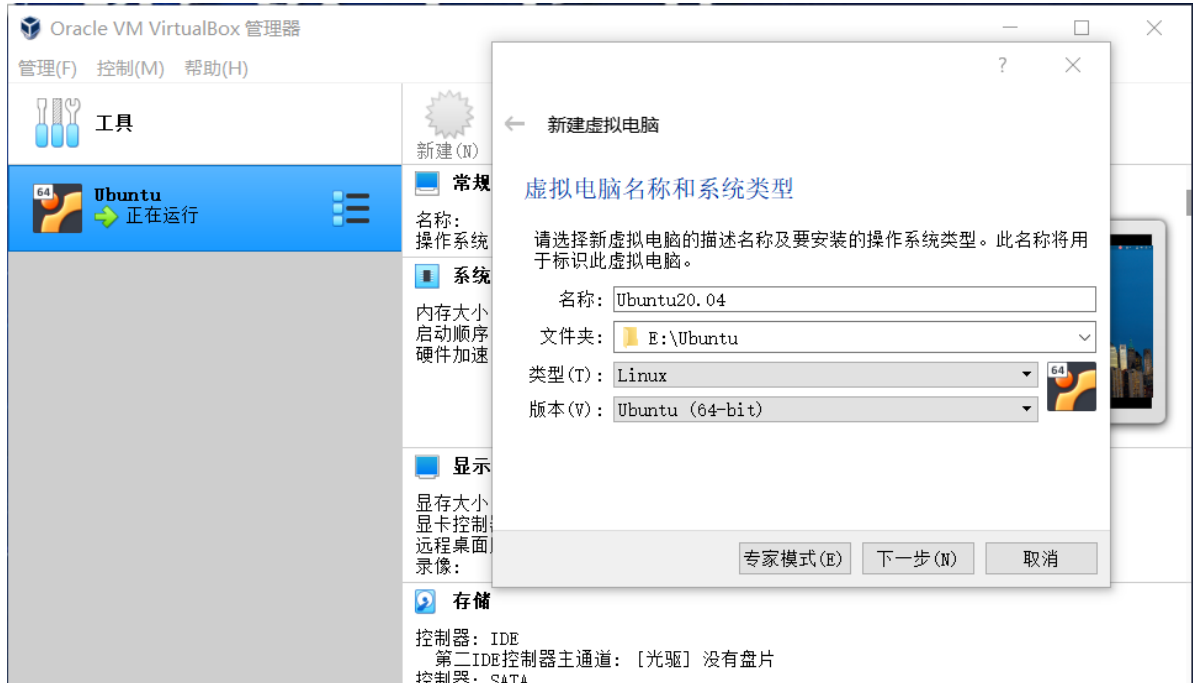 Oracle VM VirtualBox 管理器
管理(F) 控制(M) 帮助(H)
工具
新建(N)
64
Ubuntu
正在运行
常规
名称:
操作系统
系统
内存大小
启动顺序
硬件加速
显示
显存大小
显卡控制
远程桌面
录像:
存储
控制器: IDE
第二IDE控制器主通道: [光驱] 没有盘片
控制器: SATA
?
新建虚拟电脑
虚拟电脑名称和系统类型
请选择新虚拟电脑的描述名称及要安装的操作系统类型。此名称将用
于标识此虚拟电脑。
名称: Ubuntu20.04
文件夹: E:\Ubuntu
类型(T): Linux
64
版本(V): Ubuntu (64-bit)
专家模式(E) 下一步(N) 取消